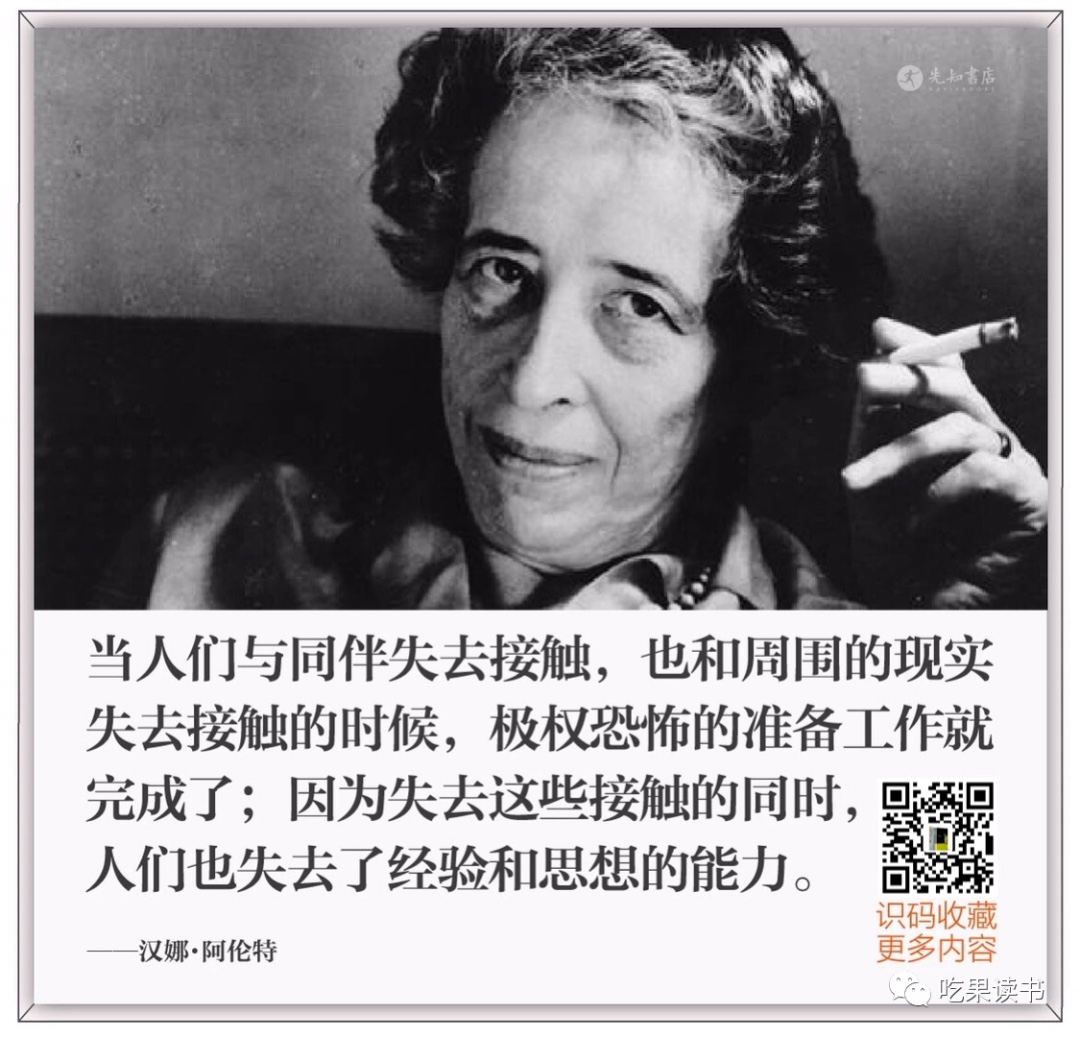 先知書店
当人们与同伴失去接触，也和周围的现实
失去接触的时候，极权恐怖的准备工作就
完成了；因为失去这些接触的同时，
人们也失去了经验和思想的能力。
——汉娜·阿伦特
识码收藏
更多内容
吃果读书